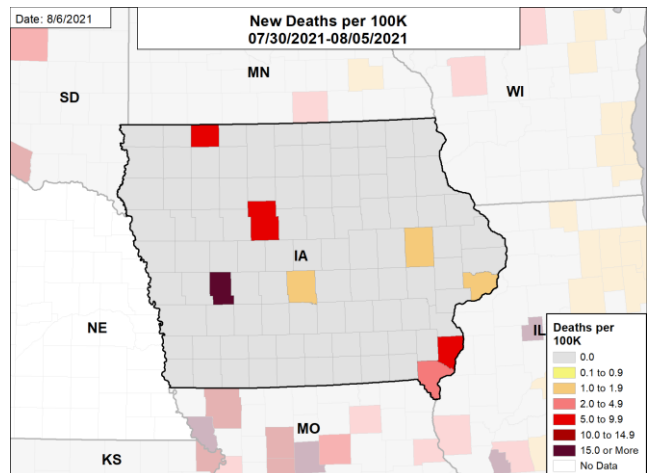 Date: 8/6/2021
New Deaths per 100K
07/30/2021-08/05/2021
MN
SD
WI
IA
NE
IL
MO
KS
Deaths per
100K
0.0
0.1 to 0.9
1.0 to 1.9
2.0 to 4.9
5.0 to 9.9
10.0 to 14.9
15.0 or More
No Data